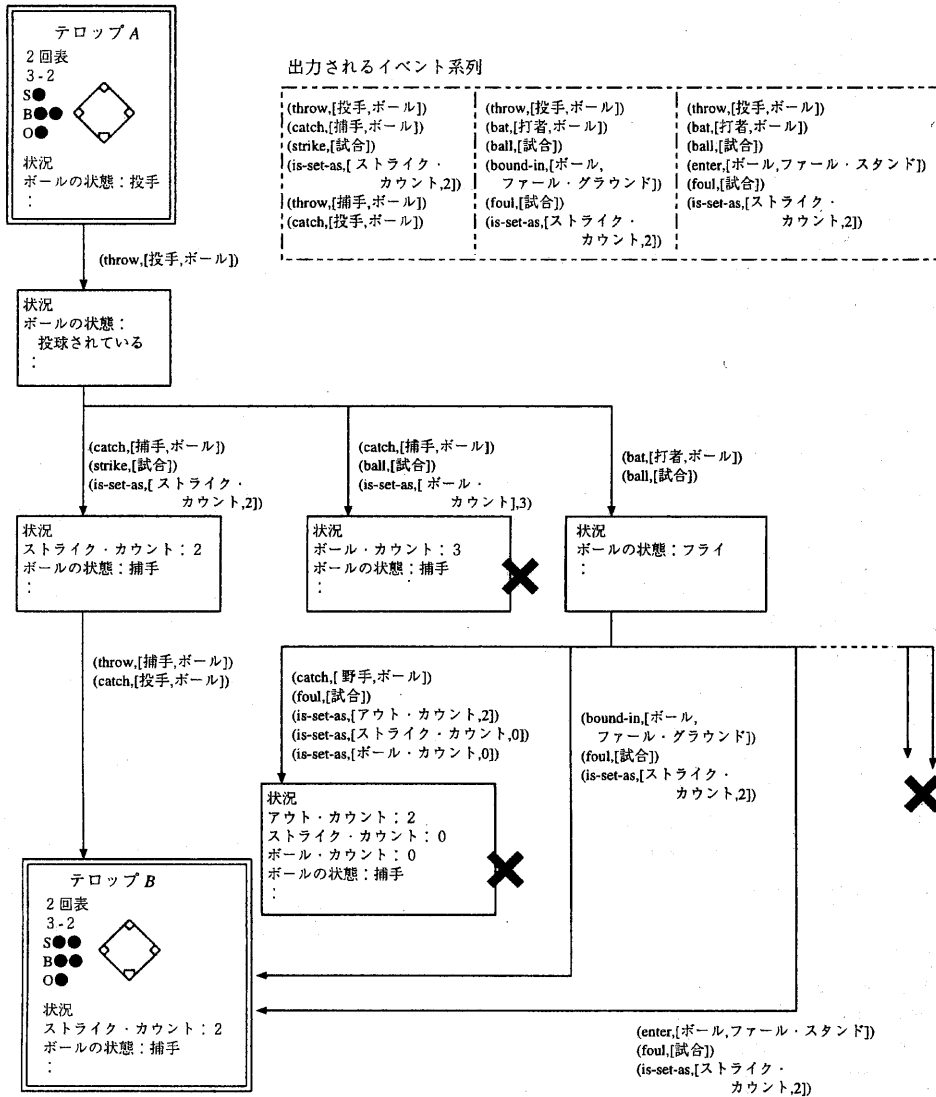 テロップ A
2回表
3-2
S●
B●●
O●
状況
ボールの状態：投手
：
出力されるイベント系列
(throw,[投手,ボール])
(catch,[捕手,ボール])
(strike,[試合])
(is-set-as,[ ストライク・
カウント,2])
(throw,[捕手,ボール])
(catch,[投手,ボール])
(throw,[投手,ボール])
(bat,[打者,ボール])
(ball,[試合])
(bound-in,[ボール,
ファール・グラウンド])
(foul,[試合])
(is-set-as,[ストライク・
カウント,2])
(throw,[投手,ボール])
(bat,[打者,ボール])
(ball,[試合])
(enter,[ボール,ファール・スタンド])
(foul,[試合])
(is-set-as,[ストライク・
カウント,2])
(throw,[投手,ボール])
状況
ボールの状態：
投球されている
：
(catch,[捕手,ボール])
(strike,[試合])
(is-set-as,[ ストライク・
カウント,2])
(catch,[捕手,ボール])
(ball,[試合])
(is-set-as,[ ボール・
カウント],3)
(bat,[打者,ボール])
(ball,[試合])
状況
ストライク・カウント：2
ボールの状態：捕手
：
状況
ボール・カウント：3
ボールの状態：捕手
：
状況
ボールの状態：フライ
：
(throw,[捕手,ボール])
(catch,[投手,ボール])
(catch,[ 野手,ボール])
(foul,[試合])
(is-set-as,[アウト・カウント,2])
(is-set-as,[ストライク・カウント,0])
(is-set-as,[ボール・カウント,0])
(bound-in,[ボール,
ファール・グラウンド])
(foul,[試合])
(is-set-as,[ストライク・
カウント,2])
状況
アウト・カウント：2
ストライク・カウント：0
ボール・カウント：0
ボールの状態：捕手
：
テロップ B
2回表
3-2
S●●
B●●
O●
状況
ストライク・カウント：2
ボールの状態：捕手
：
(enter,[ボール,ファール・スタンド])
(foul,[試合])
(is-set-as,[ストライク・
カウント,2])